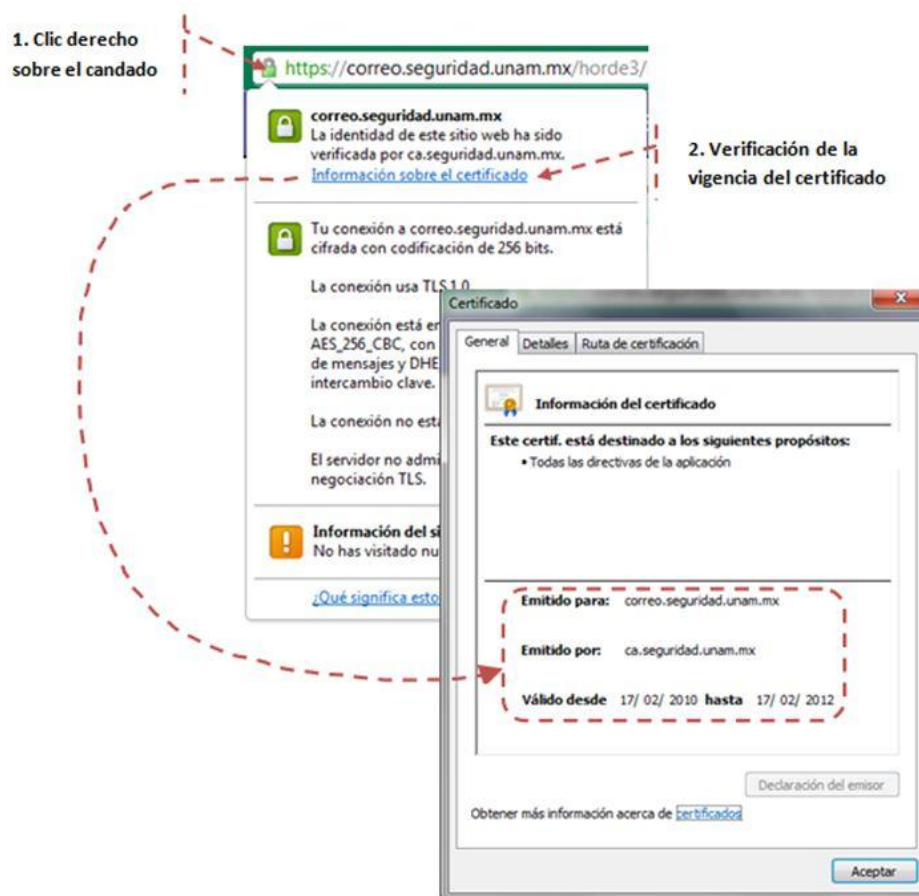 1. Clic derecho
sobre el candado
https://correo.seguridad.unam.mx/horde3/
correo.seguridad.unam.mx
La identidad de este sitio web ha sido
verificada por ca.seguridad.unam.mx.
Información sobre el certificado
2. Verificación de la
vigencia del certificado
Tu conexión a correo.seguridad.unam.mx está
cifrada con codificación de 256 bits.
La conexión usa TLS 1.0
La conexión está en
AES_256_CBC, con
de mensajes y DHE
intercambio clave.
La conexión no est
El servidor no admi
negociación TLS.
Información del si
No has visitado nu
¿Qué significa esto
Certificado
General Detalles Ruta de certificación
Información del certificado
Este certif. está destinado a los siguientes propósitos:
• Todas las directivas de la aplicación
Emitido para: correo.seguridad.unam.mx
Emitido por: ca.seguridad.unam.mx
Válido desde 17/ 02/ 2010 hasta 17/ 02/ 2012
Declaración del emisor
Obtener más información acerca de certificados
Aceptar